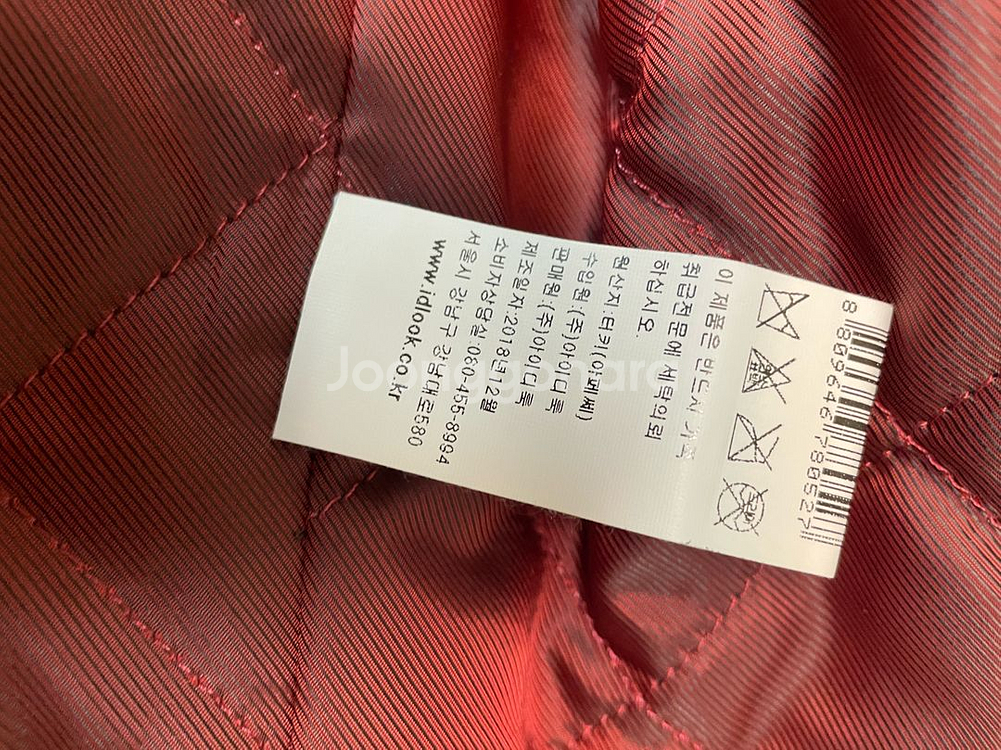 8 809646 780527
이 제품은 반드시 가죽
취급전문에 세탁의뢰
하십시오.
원산지:터키(아페쎄)
수입원:(주)아이디룩
판매원:(주)아이디룩
제조일자:2018년12월
소비자상담실:080-455-8994
서울시 강남구 강남대로580
www.idlook.co.kr
Joonggonara